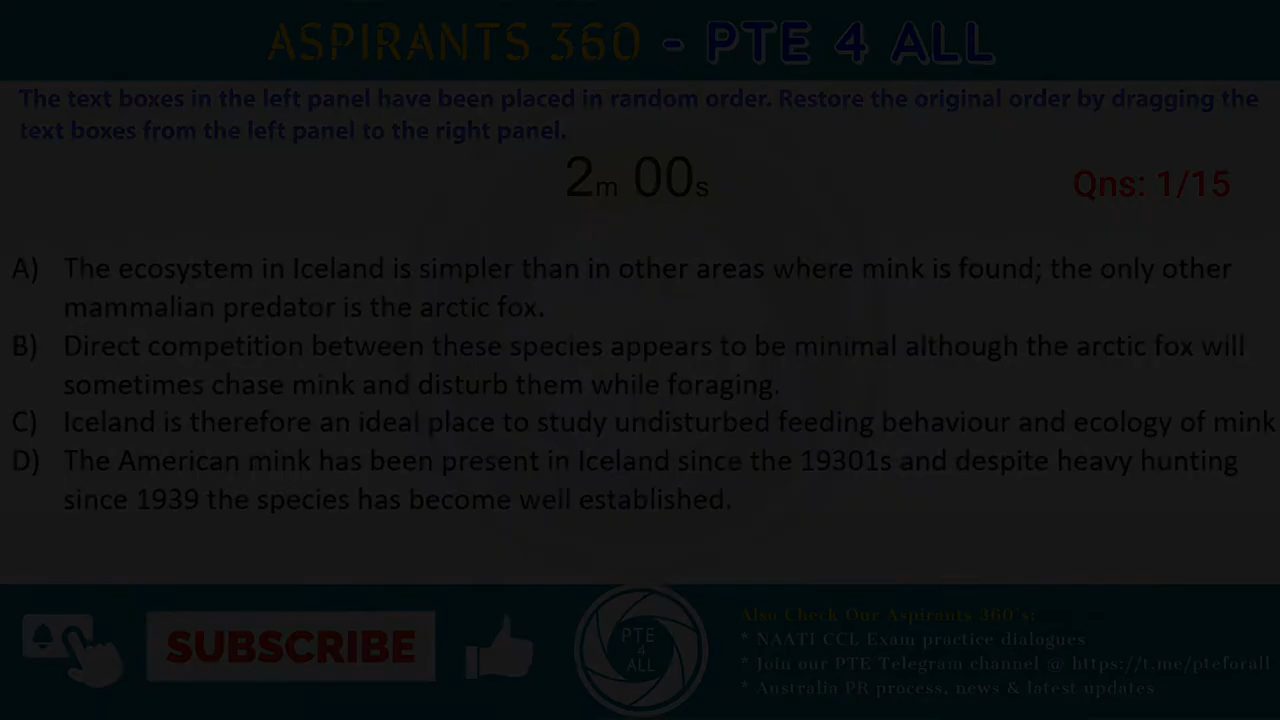 ASPIRANTS 360 - PTE 4 ALL
The text boxes in the left panel have been placed in random order. Restore the original order by dragging the
text boxes from the left panel to the right panel.
2m 00s
Qns: 1/15
A) The ecosystem in Iceland is simpler than in other areas where mink is found; the only other
mammalian predator is the arctic fox.
B) Direct competition between these species appears to be minimal although the arctic fox will
sometimes chase mink and disturb them while foraging.
C) Iceland is therefore an ideal place to study undisturbed feeding behaviour and ecology of mink
D) The American mink has been present in Iceland since the 19301s and despite heavy hunting
since 1939 the species has become well established.
SUBSCRIBE
PTE
4
ALL
Also Check Our Aspirants 360's:
* NAATI CCL Exam practice dialogues
* Join our PTE Telegram channel @ https://t.me/pteforall
* Australia PR process, news & latest updates